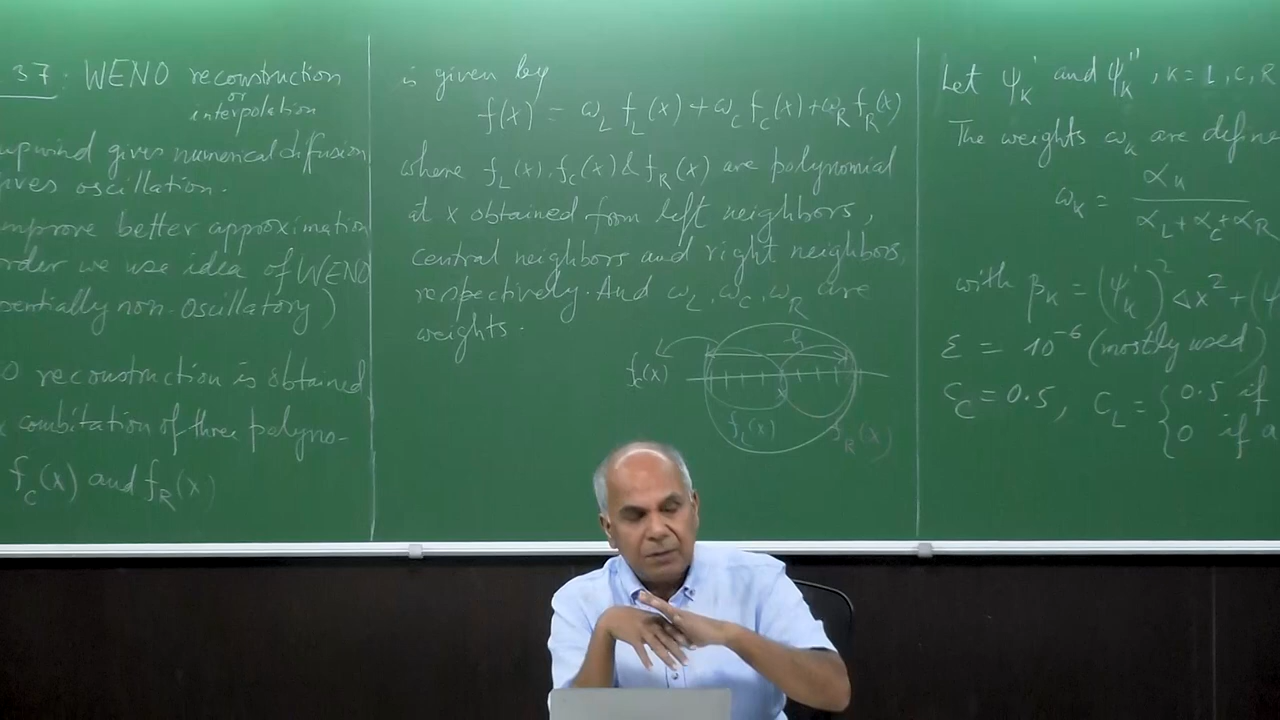 37: WENO reconstruction
or
interpolation
upwind gives numerical diffusion
ives oscillation.
mprove better approximation
rder we use idea of WENO
sentially non-oscillatory)
O reconstruction is obtained
x combitation of three polyno-
f_C(x) and f_R(x)
is given by
f(x) = ω_L f_L(x) + ω_C f_C(x) + ω_R f_R(x)
where f_L(x), f_C(x) & f_R(x) are polynomial
at x obtained from left neighbors,
central neighbors and right neighbors,
respectively. And ω_L, ω_C, ω_R are
weights.
f_C(x)
x
f_L(x)
f_R(x)
Let ψ_K' and ψ_K'', K = L, C, R
The weights ω_K are define
ω_K = α_K / (α_L + α_C + α_R
with β_K = (ψ_K')² Δx² + (ψ
ε = 10⁻⁶ (mostly used)
C_C = 0.5, C_L = { 0.5 if
0 if a